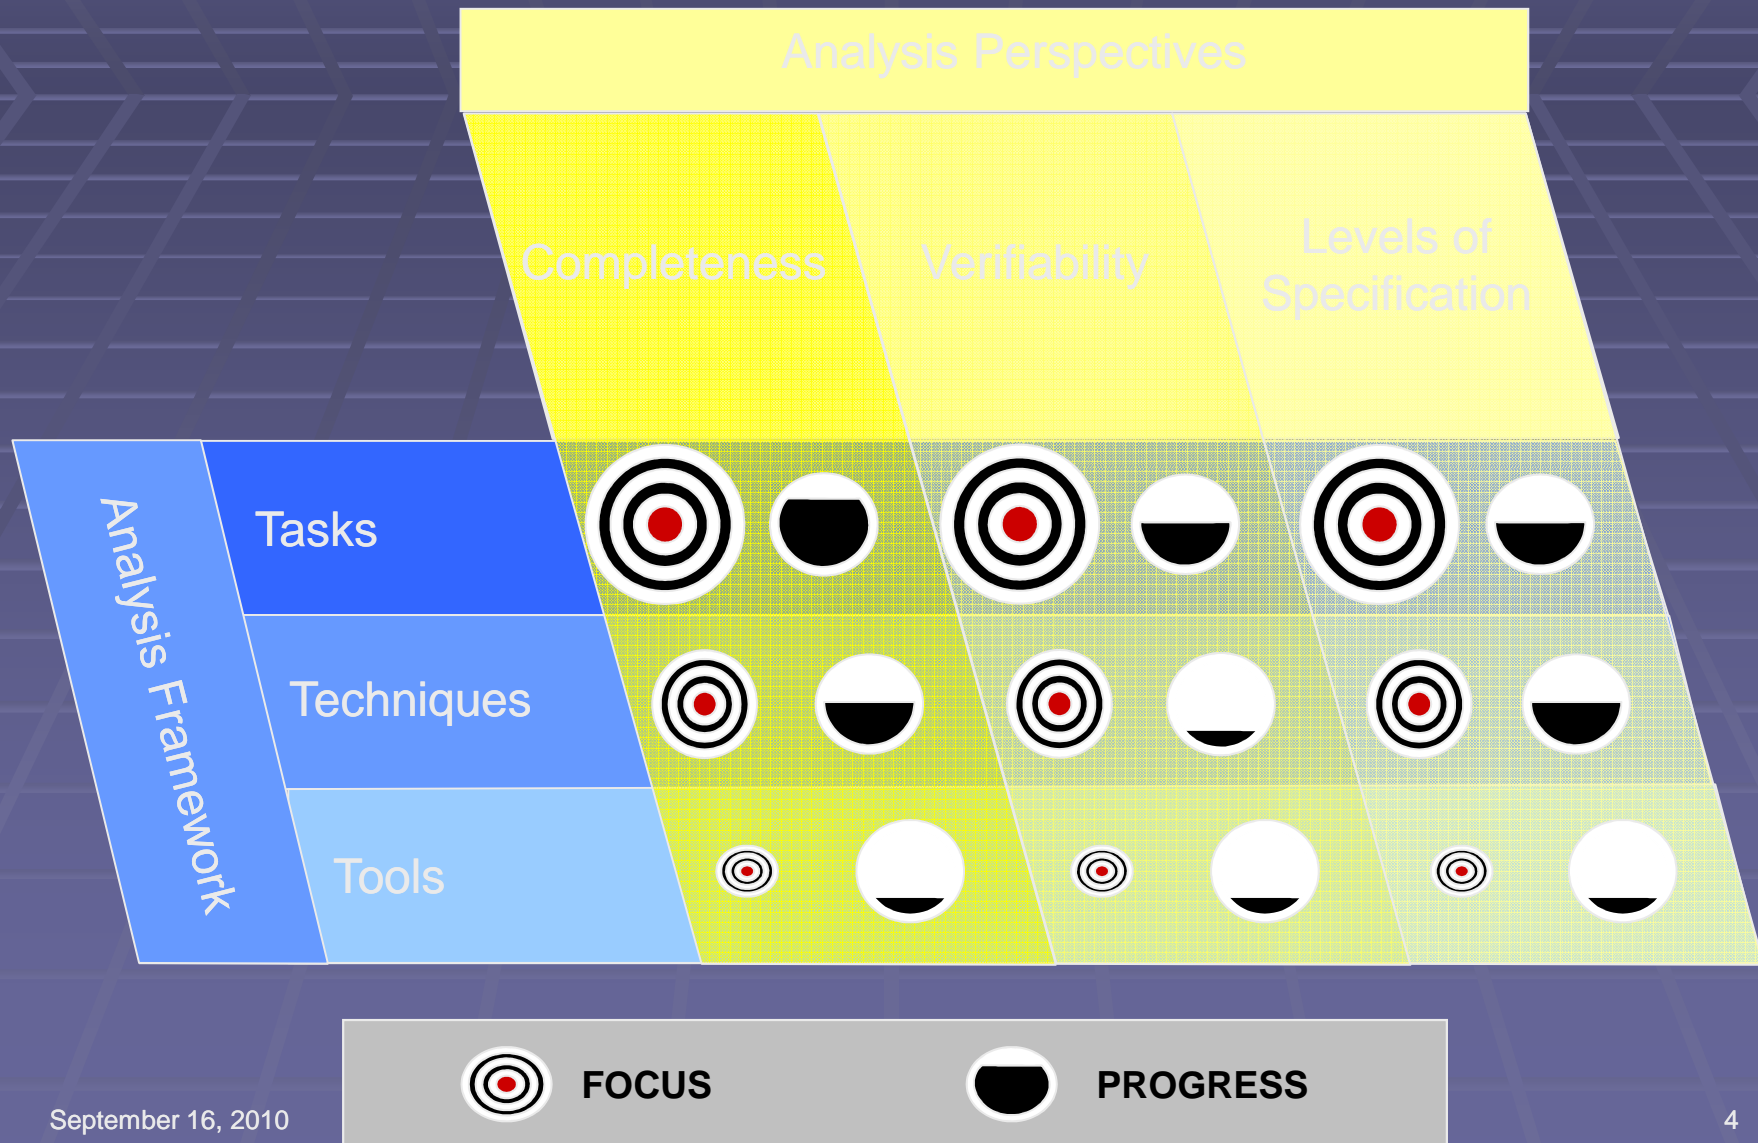 Analysis Perspectives
Completeness
Verifiability
Levels of
Specification
Analysis Framework
Tasks
Techniques
Tools
FOCUS
PROGRESS
September 16, 2010
4